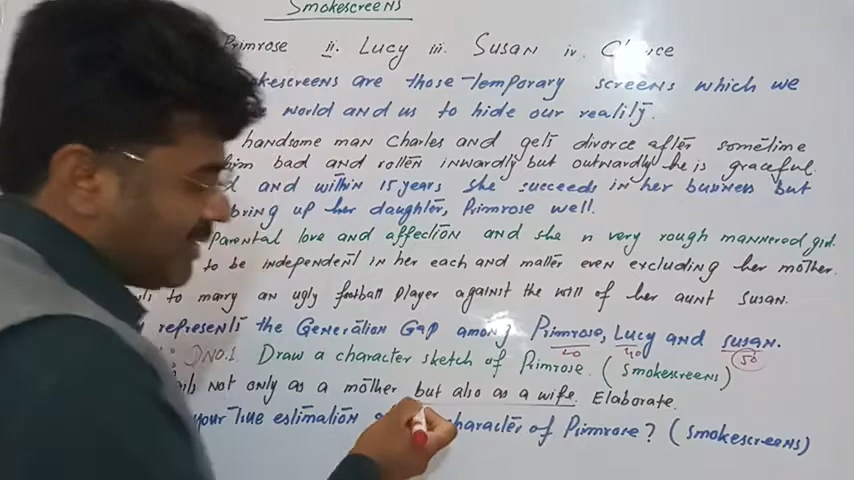 Smokescreens
Primrose ii. Lucy iii. Susan iv. Choice
kescreens are those Temporary screens which we
world and us to hide our reality.
handsome man Charles and gets divorce after sometime
him bad and rotten inwardly but outwardly he is graceful.
d and within 15 years she succeeds in her business but
bring up her daughter, Primrose well.
Parental love and affection and she n very rough mannered girl.
to be independent in her each and matter even excluding her mother.
to marry an ugly football player against the will of her aunt Susan.
represents the Generation Gap among Primrose, Lucy and Susan.
20 40 50
Q No.1 Draw a character sketch of Primrose. (Smokescreens)
ils not only as a mother but also as a wife. Elaborate.
your True estimation character of Primrose? (Smokescreens)